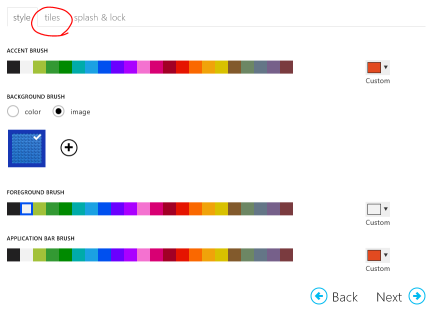 style tiles splash & lock
ACCENT BRUSH
Custom
BACKGROUND BRUSH
color image
FOREGROUND BRUSH
Custom
APPLICATION BAR BRUSH
Custom
Back Next